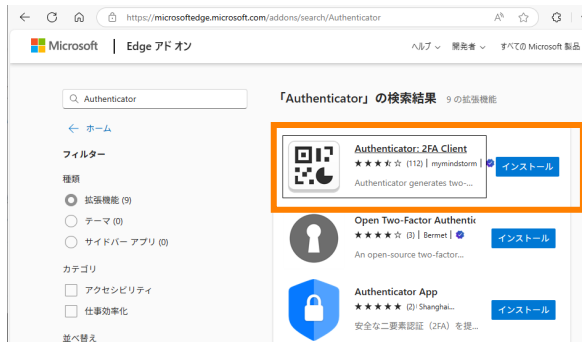 https://microsoftedge.microsoft.com/addons/search/Authenticator
Microsoft
Edge アドオン
ヘルプ
開発者
すべての Microsoft 製品
Authenticator
「Authenticator」の検索結果
9 の拡張機能
ホーム
フィルター
種類
拡張機能 (9)
テーマ (0)
サイドバー アプリ (0)
カテゴリ
アクセシビリティ
仕事効率化
並べ替え
Authenticator: 2FA Client
(112) | mymindstorm |
インストール
Authenticator generates two-...
Open Two-Factor Authentic
(3) | Bermet |
インストール
An open-source two-factor...
Authenticator App
(2) Shanghai...
インストール
安全な二要素認証（2FA）を提...